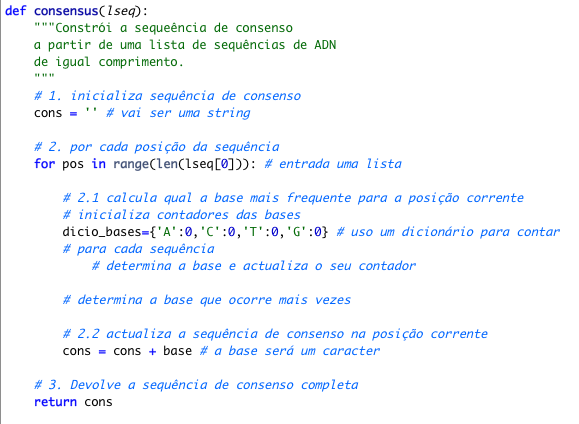 def consensus(lseq):
    """Constrói a sequeência de consenso
    a partir de uma lista de sequências de ADN
    de igual comprimento.
    """
    # 1. inicializa sequência de consenso
    cons = '' # vai ser uma string

    # 2. por cada posição da sequência
    for pos in range(len(lseq[0])): # entrada uma lista

        # 2.1 calcula qual a base mais frequente para a posição corrente
        # inicializa contadores das bases
        dicio_bases={'A':0,'C':0,'T':0,'G':0} # uso um dicionário para contar
        # para cada sequência
            # determina a base e actualiza o seu contador

        # determina a base que ocorre mais vezes

        # 2.2 actualiza a sequência de consenso na posição corrente
        cons = cons + base # a base será um caracter

    # 3. Devolve a sequência de consenso completa
    return cons